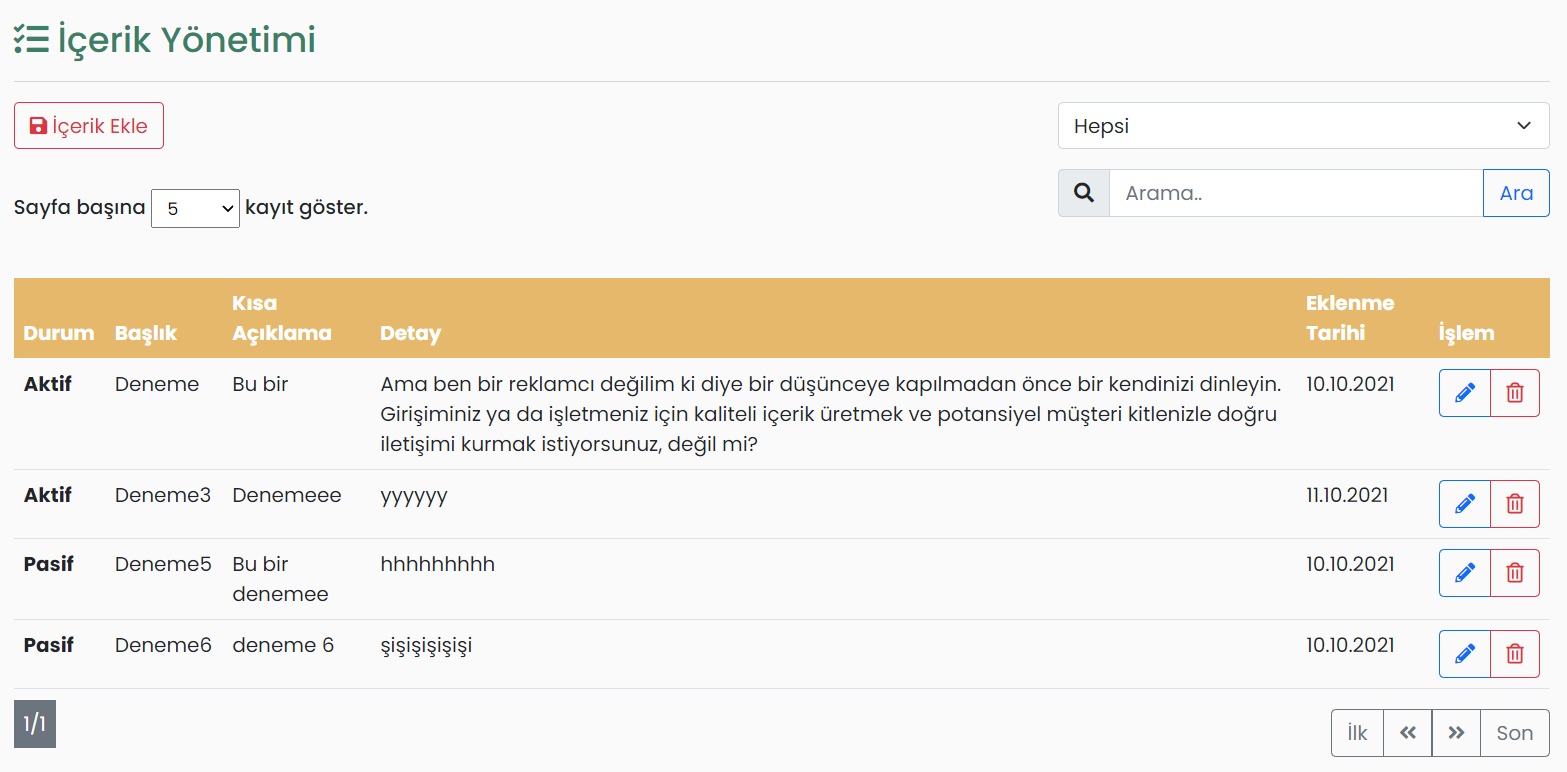 İçerik Yönetimi
İçerik Ekle
Hepsi
Sayfa başına 5 kayıt göster.
Arama.. Ara
Durum Başlık Kısa Açıklama Detay Eklenme Tarihi İşlem
Aktif Deneme Bu bir Ama ben bir reklamcı değilim ki diye bir düşünceye kapılmadan önce bir kendinizi dinleyin. 10.10.2021
Girişiminiz ya da işletmeniz için kaliteli içerik üretmek ve potansiyel müşteri kitlenizle doğru
iletişimi kurmak istiyorsunuz, değil mi?
Aktif Deneme3 Denemeee yyyyyy 11.10.2021
Pasif Deneme5 Bu bir hhhhhhhhh 10.10.2021
denemee
Pasif Deneme6 deneme 6 şişişişişişi 10.10.2021
1/1
İlk « » Son